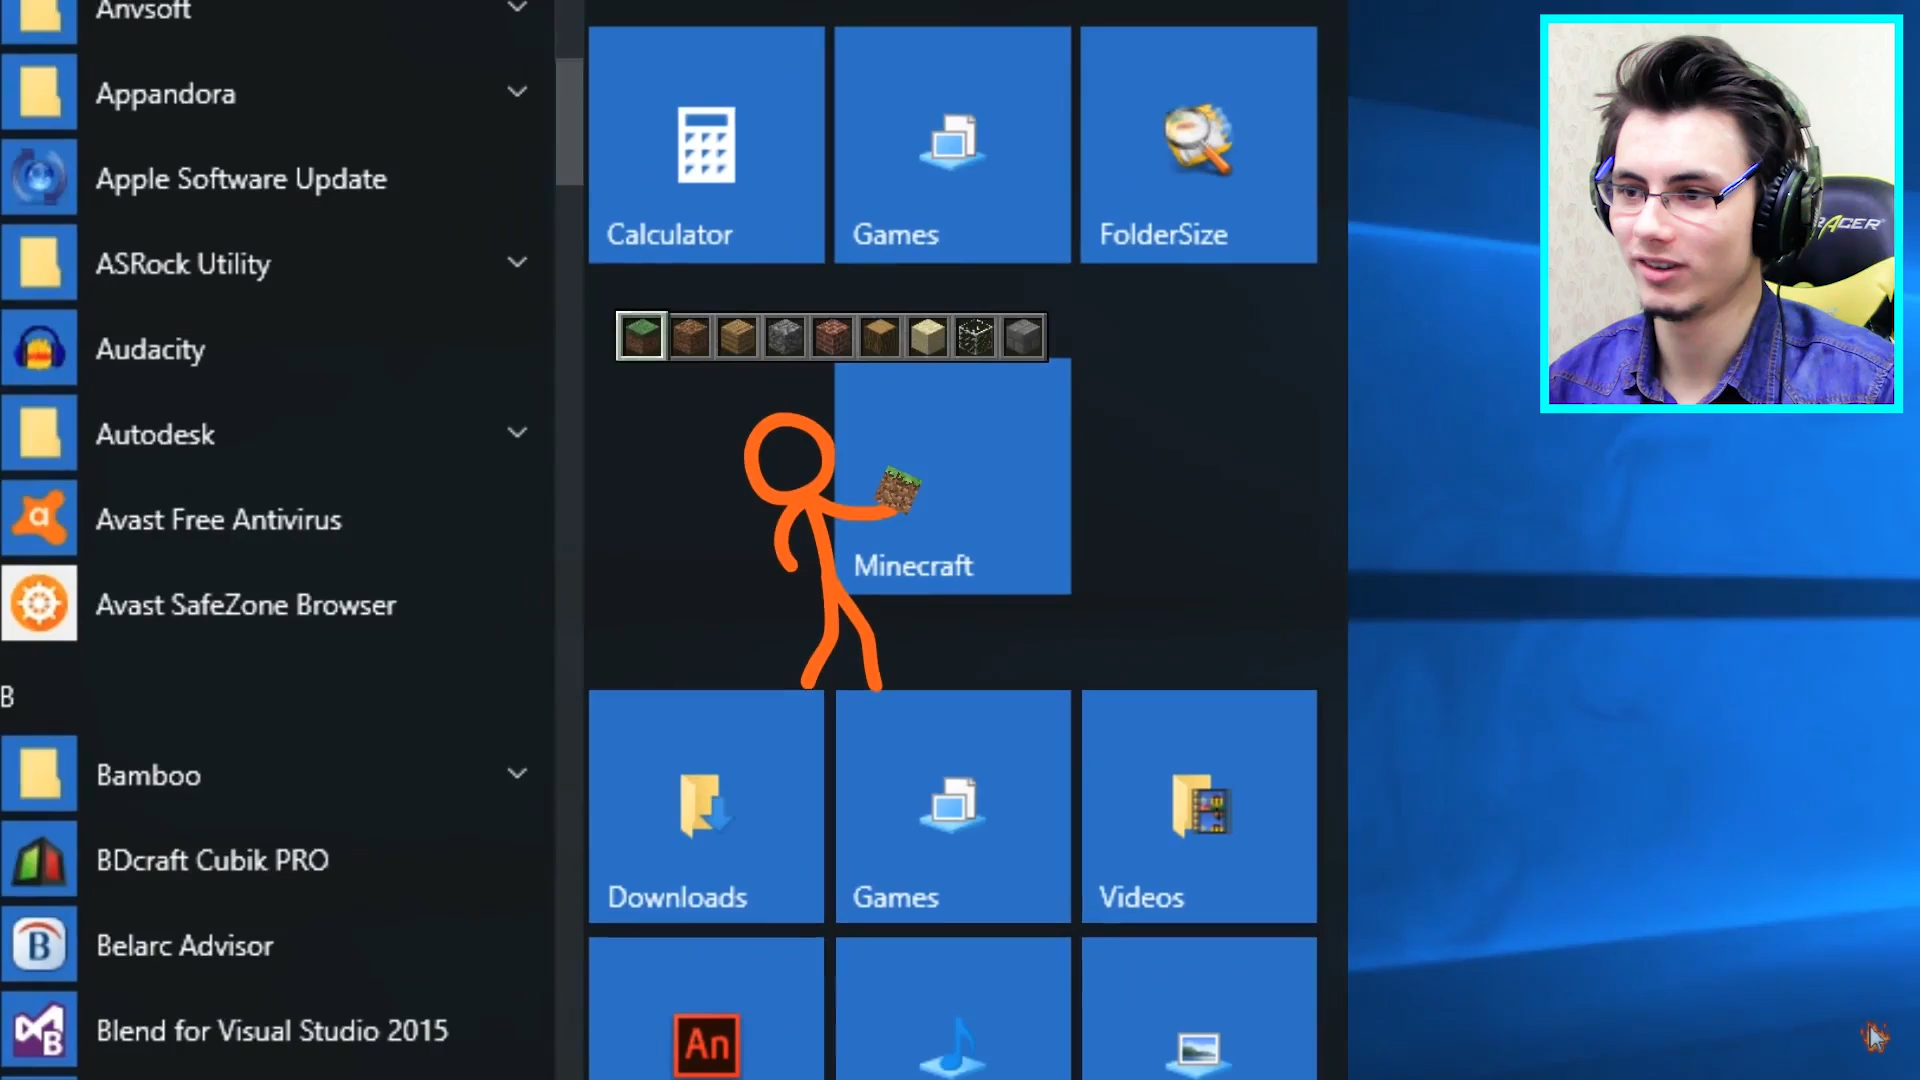 Anvsoft
Appandora
Apple Software Update
ASRock Utility
Audacity
Autodesk
Avast Free Antivirus
Avast SafeZone Browser
B
Bamboo
BDcraft Cubik PRO
Belarc Advisor
Blend for Visual Studio 2015
Calculator
Games
FolderSize
Minecraft
Downloads
Games
Videos
An
RACER